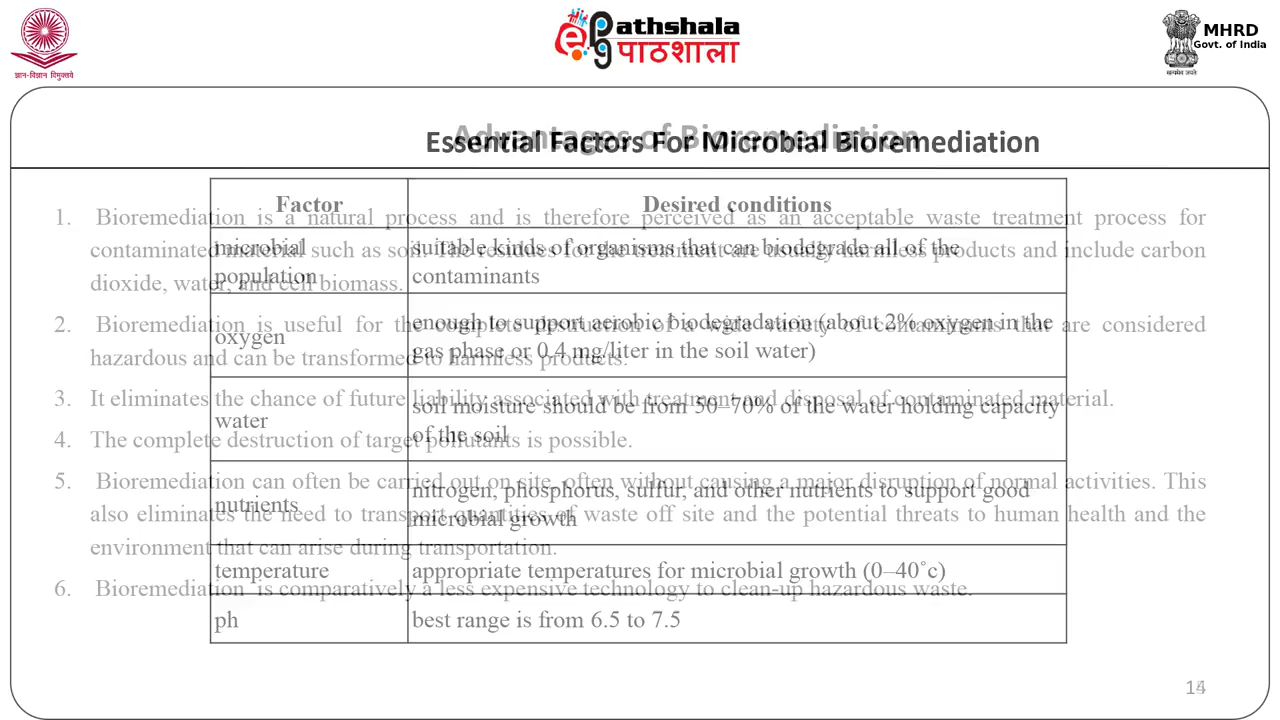 ज्ञान-विज्ञान विमुक्तये
ePathshala
पाठशाला
MHRD
Govt. of India
सत्यमेव जयते
Advantages of Bioremediation
Essential Factors For Microbial Bioremediation
Factor Desired conditions
microbial population suitable kinds of organisms that can biodegrade all of the
contaminants
oxygen enough to support aerobic biodegradation (about 2% oxygen in the
gas phase or 0.4 mg/liter in the soil water)
water soil moisture should be from 50–70% of the water holding capacity
of the soil
nutrients nitrogen, phosphorus, sulfur, and other nutrients to support good
microbial growth
temperature appropriate temperatures for microbial growth (0–40˚c)
ph best range is from 6.5 to 7.5
1. Bioremediation is a natural process and is therefore perceived as an acceptable waste treatment process for
contaminated material such as soil. The residues for the treatment are usually harmless products and include carbon
dioxide, water, and cell biomass.
2. Bioremediation is useful for the complete destruction of a wide variety of contaminants that are considered
hazardous and can be transformed to harmless products.
3. It eliminates the chance of future liability associated with treatment and disposal of contaminated material.
4. The complete destruction of target pollutants is possible.
5. Bioremediation can often be carried out on site, often without causing a major disruption of normal activities. This
also eliminates the need to transport quantities of waste off site and the potential threats to human health and the
environment that can arise during transportation.
6. Bioremediation is comparatively a less expensive technology to clean-up hazardous waste.